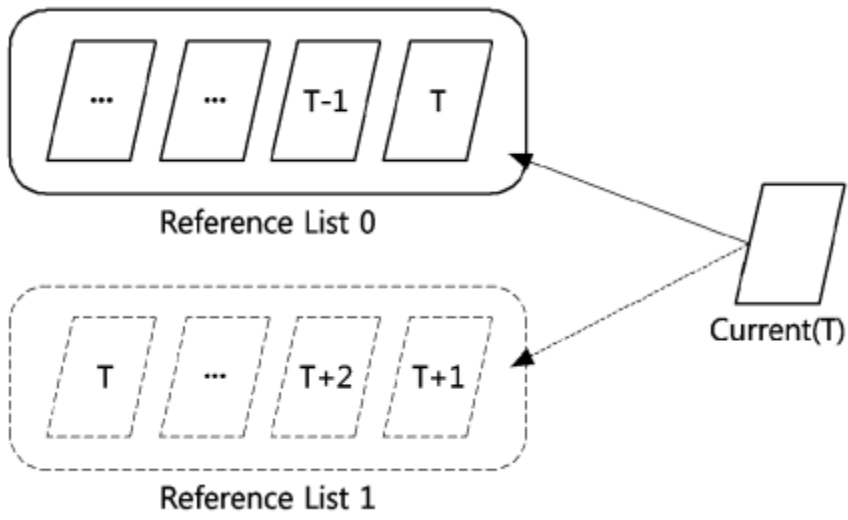 ... ... T-1 T
Reference List 0
Current(T)
T ... T+2 T+1
Reference List 1